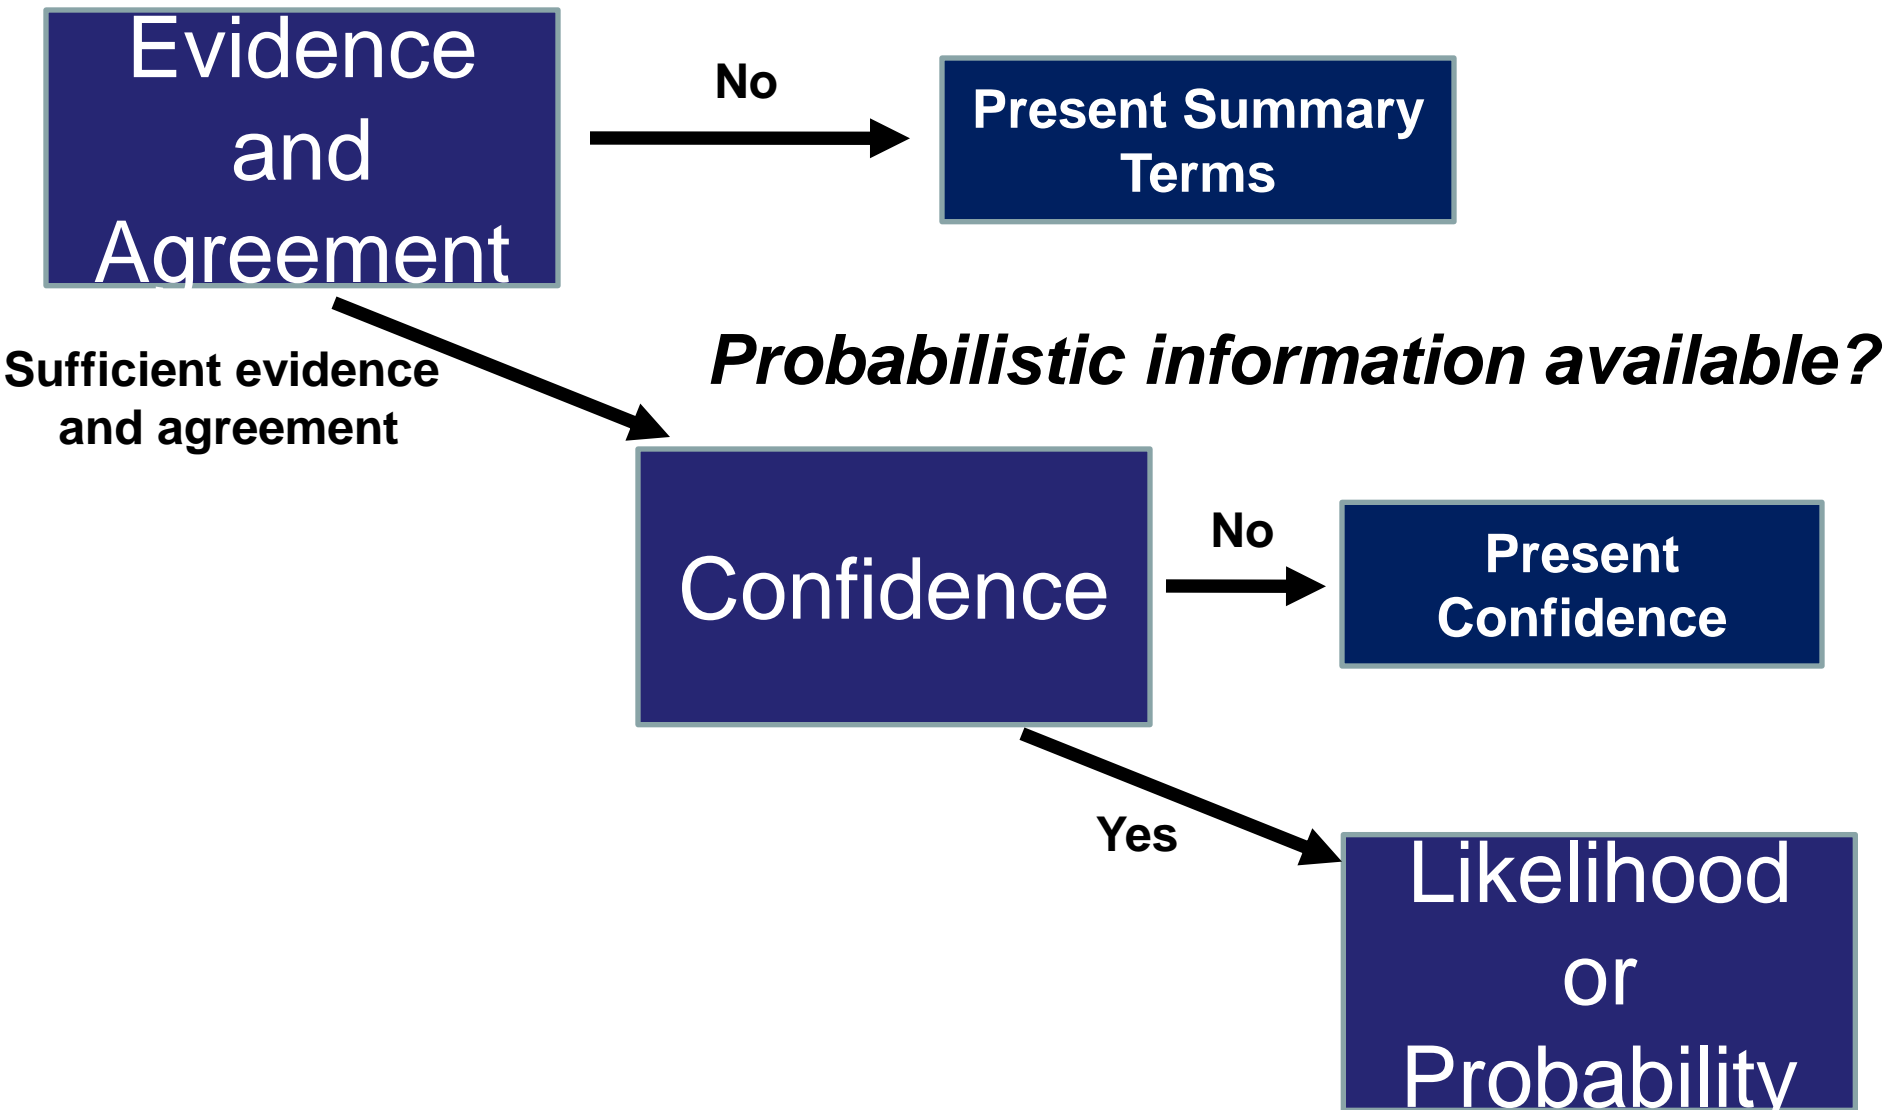 Evidence
and
Agreement
No
Present Summary
Terms
Sufficient evidence
and agreement
Probabilistic information available?
Confidence
No
Present
Confidence
Yes
Likelihood
or
Probability